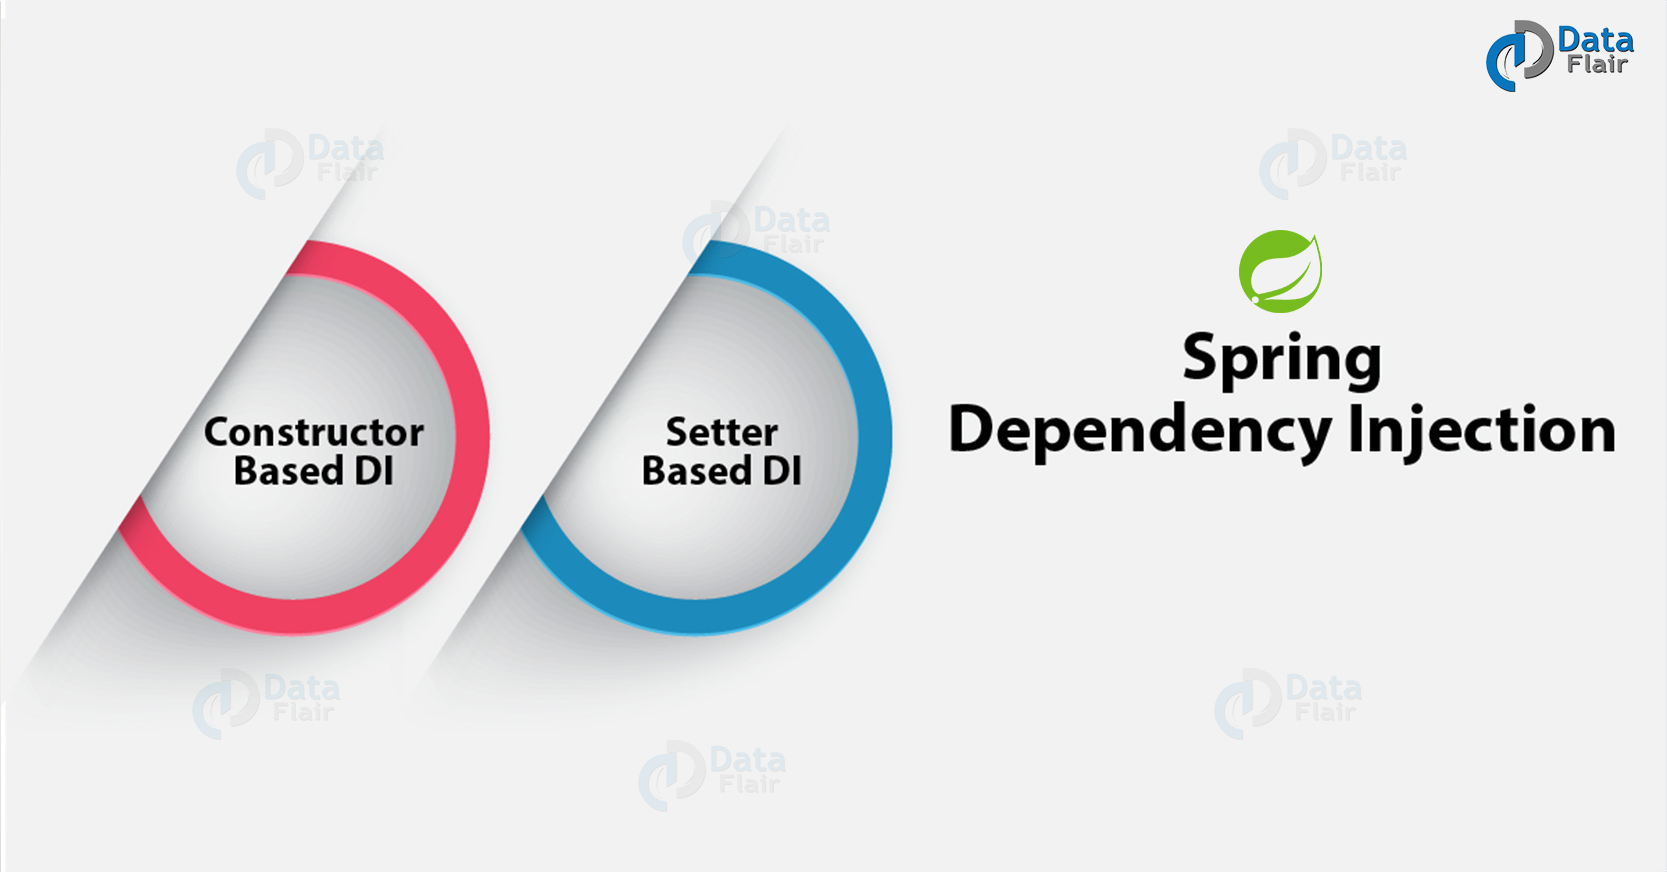 Data
Flair
Data
Flair
Data
Flair
Data
Flair
Spring
Dependency Injection
Constructor
Based DI
Setter
Based DI
Data
Flair
Data
Flair
Data
Flair